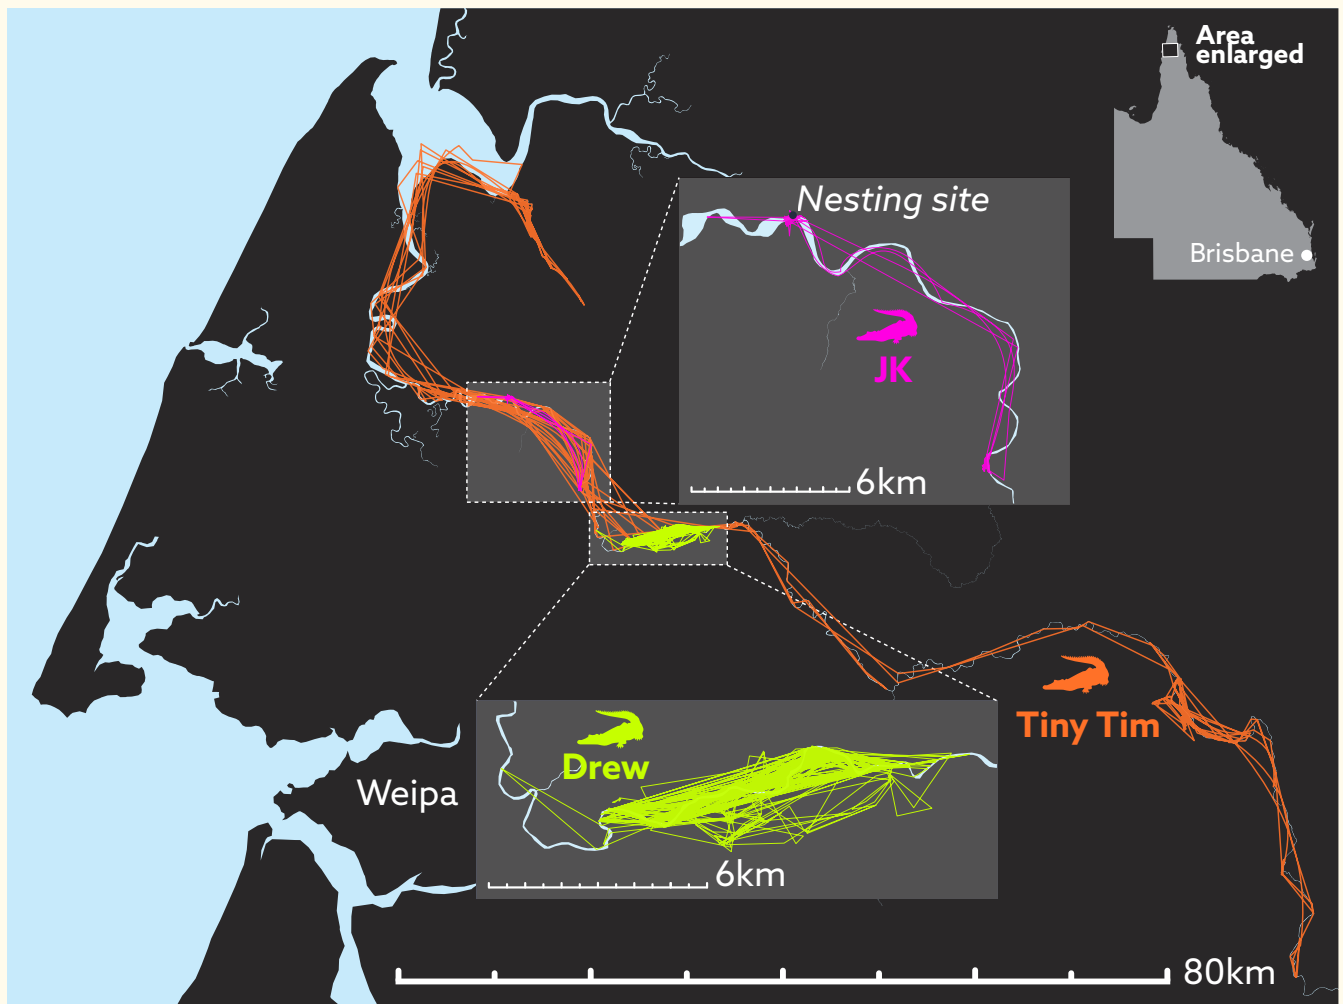 Area
enlarged
Nesting site
Brisbane
JK
6km
Tiny Tim
Drew
Weipa
6km
80km